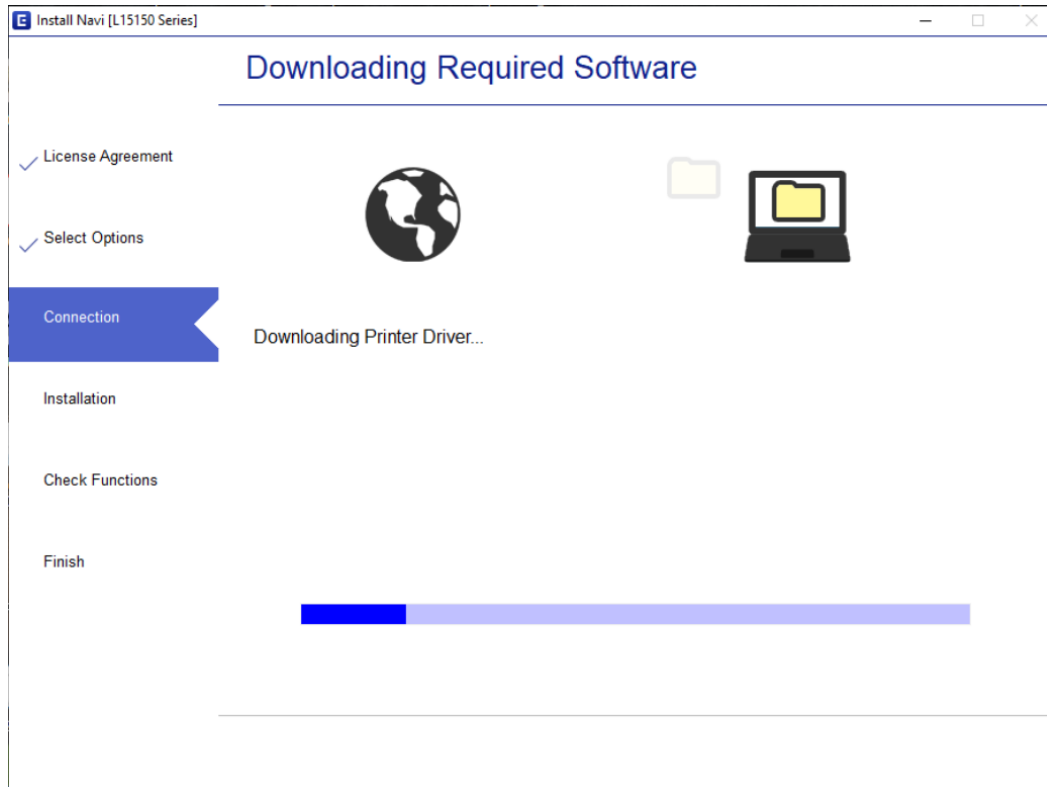 E Install Navi [L15150 Series]
Downloading Required Software
License Agreement
Select Options
Connection
Downloading Printer Driver...
Installation
Check Functions
Finish